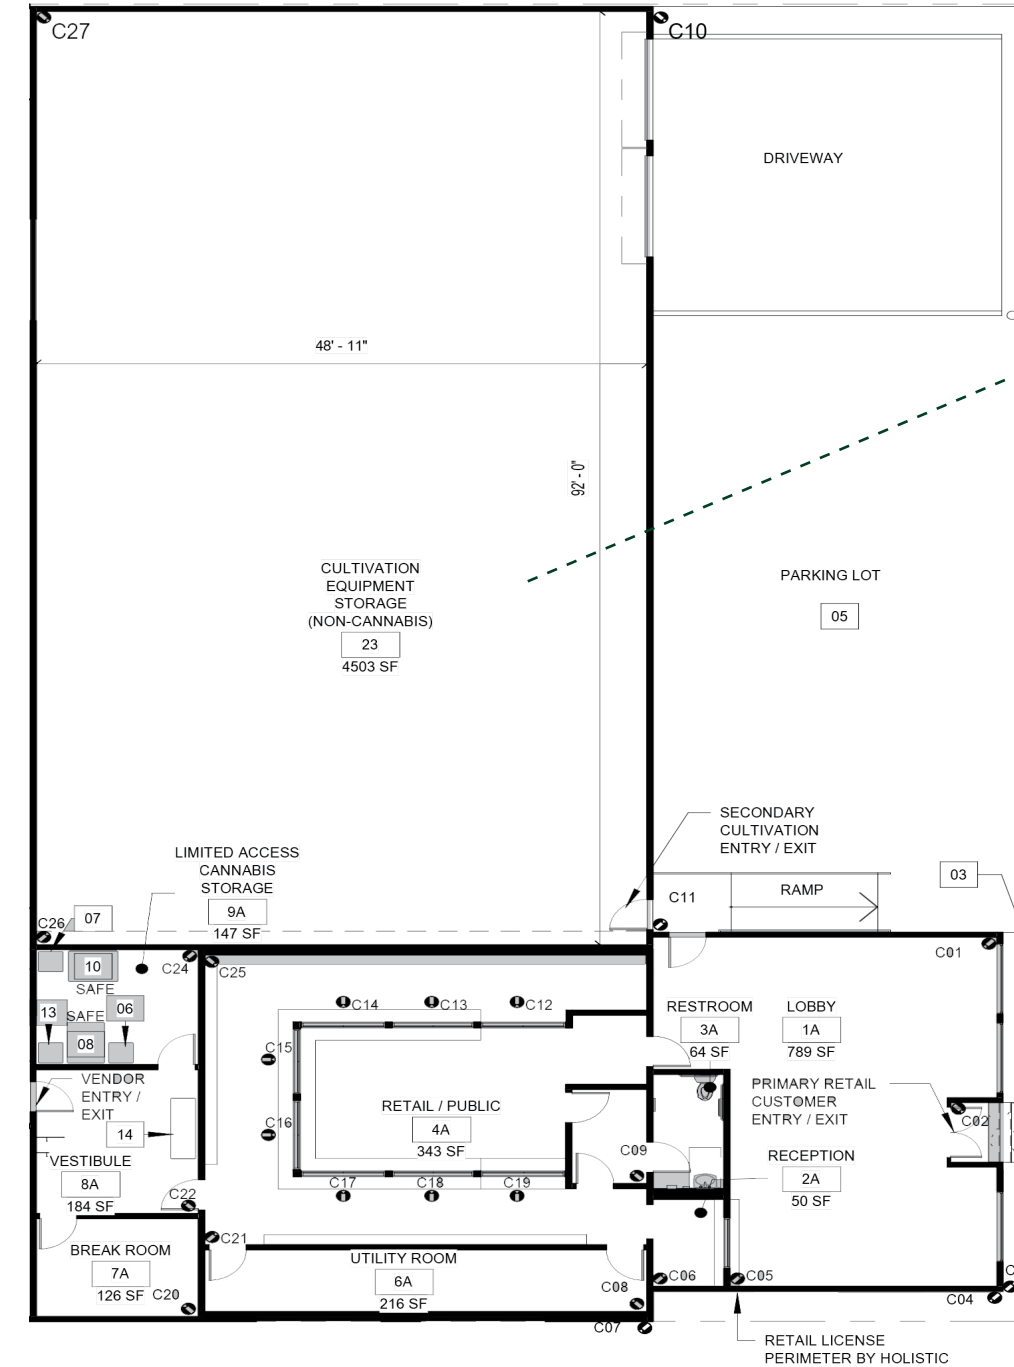 C27
C10
DRIVEWAY
48' - 11"
92' - 0"
CULTIVATION
EQUIPMENT
STORAGE
(NON-CANNABIS)
23
4503 SF
PARKING LOT
05
SECONDARY
CULTIVATION
ENTRY / EXIT
LIMITED ACCESS
CANNABIS
STORAGE
9A
147 SF
03
RAMP
C11
C26
07
C01
10
SAFE
C24
C25
13
SAFE
06
08
C14
C13
C12
RESTROOM
3A
64 SF
LOBBY
1A
789 SF
C15
VENDOR
ENTRY /
EXIT
14
PRIMARY RETAIL
CUSTOMER
ENTRY / EXIT
C02
RETAIL / PUBLIC
4A
343 SF
C16
C09
VESTIBULE
8A
184 SF
RECEPTION
2A
50 SF
C17
C18
C19
C22
C21
BREAK ROOM
7A
126 SF
C20
UTILITY ROOM
6A
216 SF
C08
C06
C05
C04
C07
RETAIL LICENSE
PERIMETER BY HOLISTIC